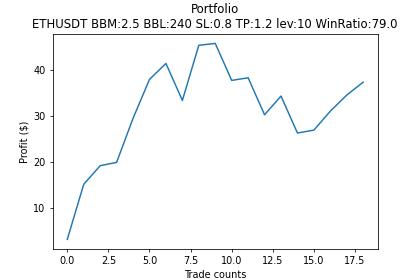 Portfolio
ETHUSDT BBM:2.5 BBL:240 SL:0.8 TP:1.2 lev:10 WinRatio:79.0
40
30
20
10
Profit ($)
0.0 2.5 5.0 7.5 10.0 12.5 15.0 17.5
Trade counts